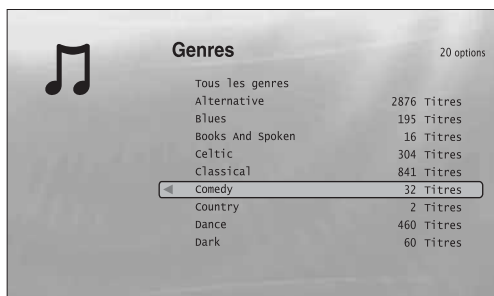 Genres
20 options
Tous les genres
Alternative 2876 Titres
Blues 195 Titres
Books And Spoken 16 Titres
Celtic 304 Titres
Classical 841 Titres
Comedy 32 Titres
Country 2 Titres
Dance 460 Titres
Dark 60 Titres